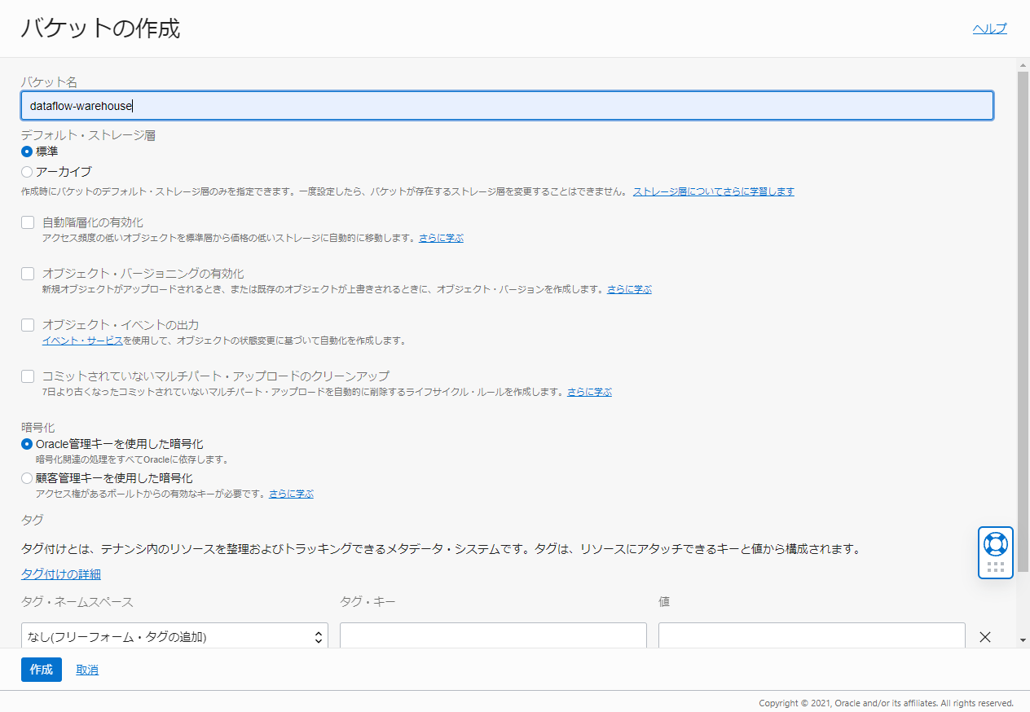 バケットの作成
ヘルプ
バケット名
dataflow-warehouse
デフォルト・ストレージ層
標準
アーカイブ
作成時にバケットのデフォルト・ストレージ層のみを指定できます。一度設定したら、バケットが存在するストレージ層を変更することはできません。 ストレージ層についてさらに学習します
自動階層化の有効化
アクセス頻度の低いオブジェクトを標準層から価格の低いストレージに自動的に移動します。さらに学ぶ
オブジェクト・バージョニングの有効化
新規オブジェクトがアップロードされるとき、または既存のオブジェクトが上書きされるときに、オブジェクト・バージョンを作成します。さらに学ぶ
オブジェクト・イベントの出力
イベント・サービスを使用して、オブジェクトの状態変更に基づいて自動化を作成します。
コミットされていないマルチパート・アップロードのクリーンアップ
7日より古くなったコミットされていないマルチパート・アップロードを自動的に削除するライフサイクル・ルールを作成します。さらに学ぶ
暗号化
Oracle管理キーを使用した暗号化
暗号化関連の処理をすべてOracleに依存します。
顧客管理キーを使用した暗号化
アクセス権があるボールトからの有効なキーが必要です。さらに学ぶ
タグ
タグ付けとは、テナンシ内のリソースを整理およびトラッキングできるメタデータ・システムです。タグは、リソースにアタッチできるキーと値から構成されます。
タグ付けの詳細
タグ・ネームスペース
タグ・キー
値
なし(フリーフォーム・タグの追加)
作成
取消
Copyright © 2021, Oracle and/or its affiliates. All rights reserved.